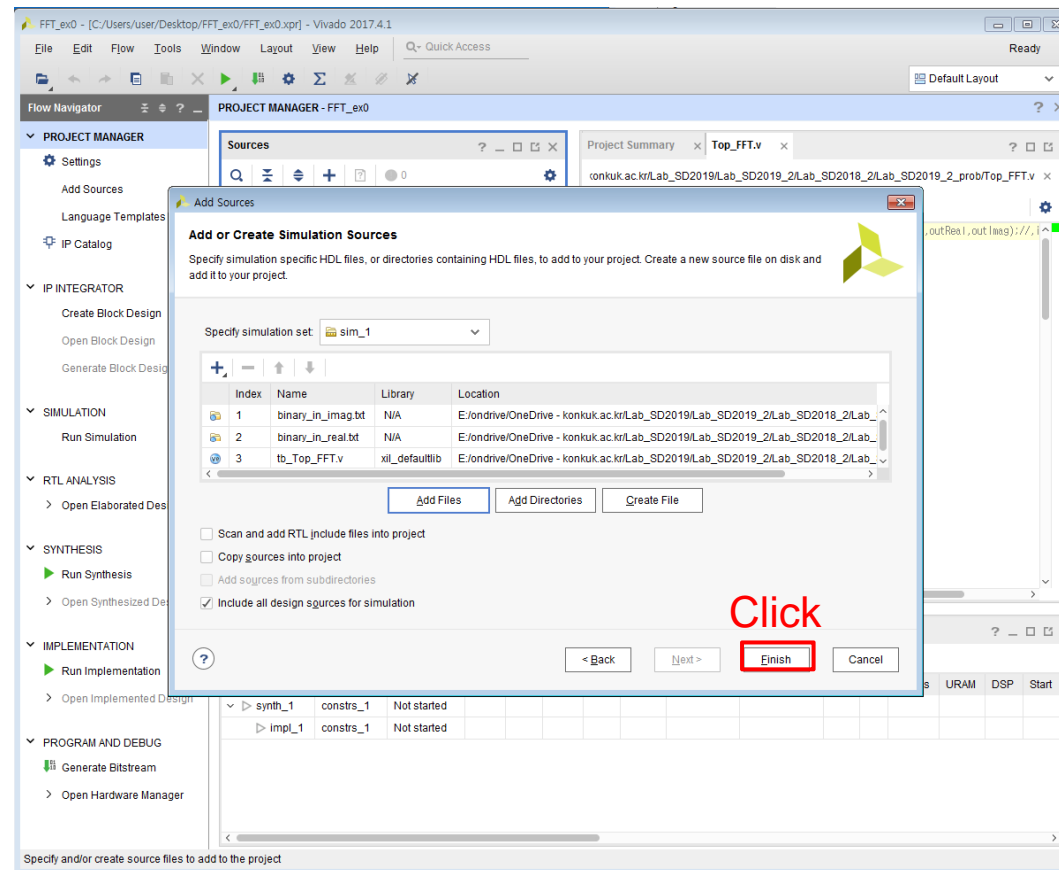 FFT_ex0 - [C:/Users/user/Desktop/FFT_ex0/FFT_ex0.xpr] - Vivado 2017.4.1
File Edit Flow Tools Window Layout View Help Q- Quick Access Ready
Default Layout
Flow Navigator PROJECT MANAGER - FFT_ex0
PROJECT MANAGER
Settings
Add Sources
Language Templates
IP Catalog
IP INTEGRATOR
Create Block Design
Open Block Design
Generate Block Desig
SIMULATION
Run Simulation
RTL ANALYSIS
Open Elaborated Des
SYNTHESIS
Run Synthesis
Open Synthesized De
IMPLEMENTATION
Run Implementation
Open Implemented Design
PROGRAM AND DEBUG
Generate Bitstream
Open Hardware Manager
Sources
0
Project Summary Top_FFT.v
konkuk.ac.kr/Lab_SD2019/Lab_SD2019_2/Lab_SD2018_2/Lab_SD2019_2_prob/Top_FFT.v
,outReal,outImag);//,i
Add Sources
Add or Create Simulation Sources
Specify simulation specific HDL files, or directories containing HDL files, to add to your project. Create a new source file on disk and
add it to your project.
Specify simulation set: sim_1
Index Name Library Location
1 binary_in_imag.txt N/A E:/ondrive/OneDrive - konkuk.ac.kr/Lab_SD2019/Lab_SD2019_2/Lab_SD2018_2/Lab_
2 binary_in_real.txt N/A E:/ondrive/OneDrive - konkuk.ac.kr/Lab_SD2019/Lab_SD2019_2/Lab_SD2018_2/Lab_
3 tb_Top_FFT.v xil_defaultlib E:/ondrive/OneDrive - konkuk.ac.kr/Lab_SD2019/Lab_SD2019_2/Lab_SD2018_2/Lab_
Add Files Add Directories Create File
Scan and add RTL include files into project
Copy sources into project
Add sources from subdirectories
Include all design sources for simulation
Click
? < Back Next > Finish Cancel
s URAM DSP Start
synth_1 constrs_1 Not started
impl_1 constrs_1 Not started
Specify and/or create source files to add to the project